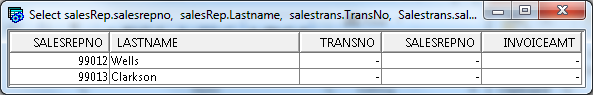 Select salesRep.salesrepno, salesRep.Lastname, salestrans.TransNo, Salestrans.sal...
SALESREPNO LASTNAME TRANSNO SALESREPNO INVOICEAMT
99012 Wells - - -
99013 Clarkson - - -